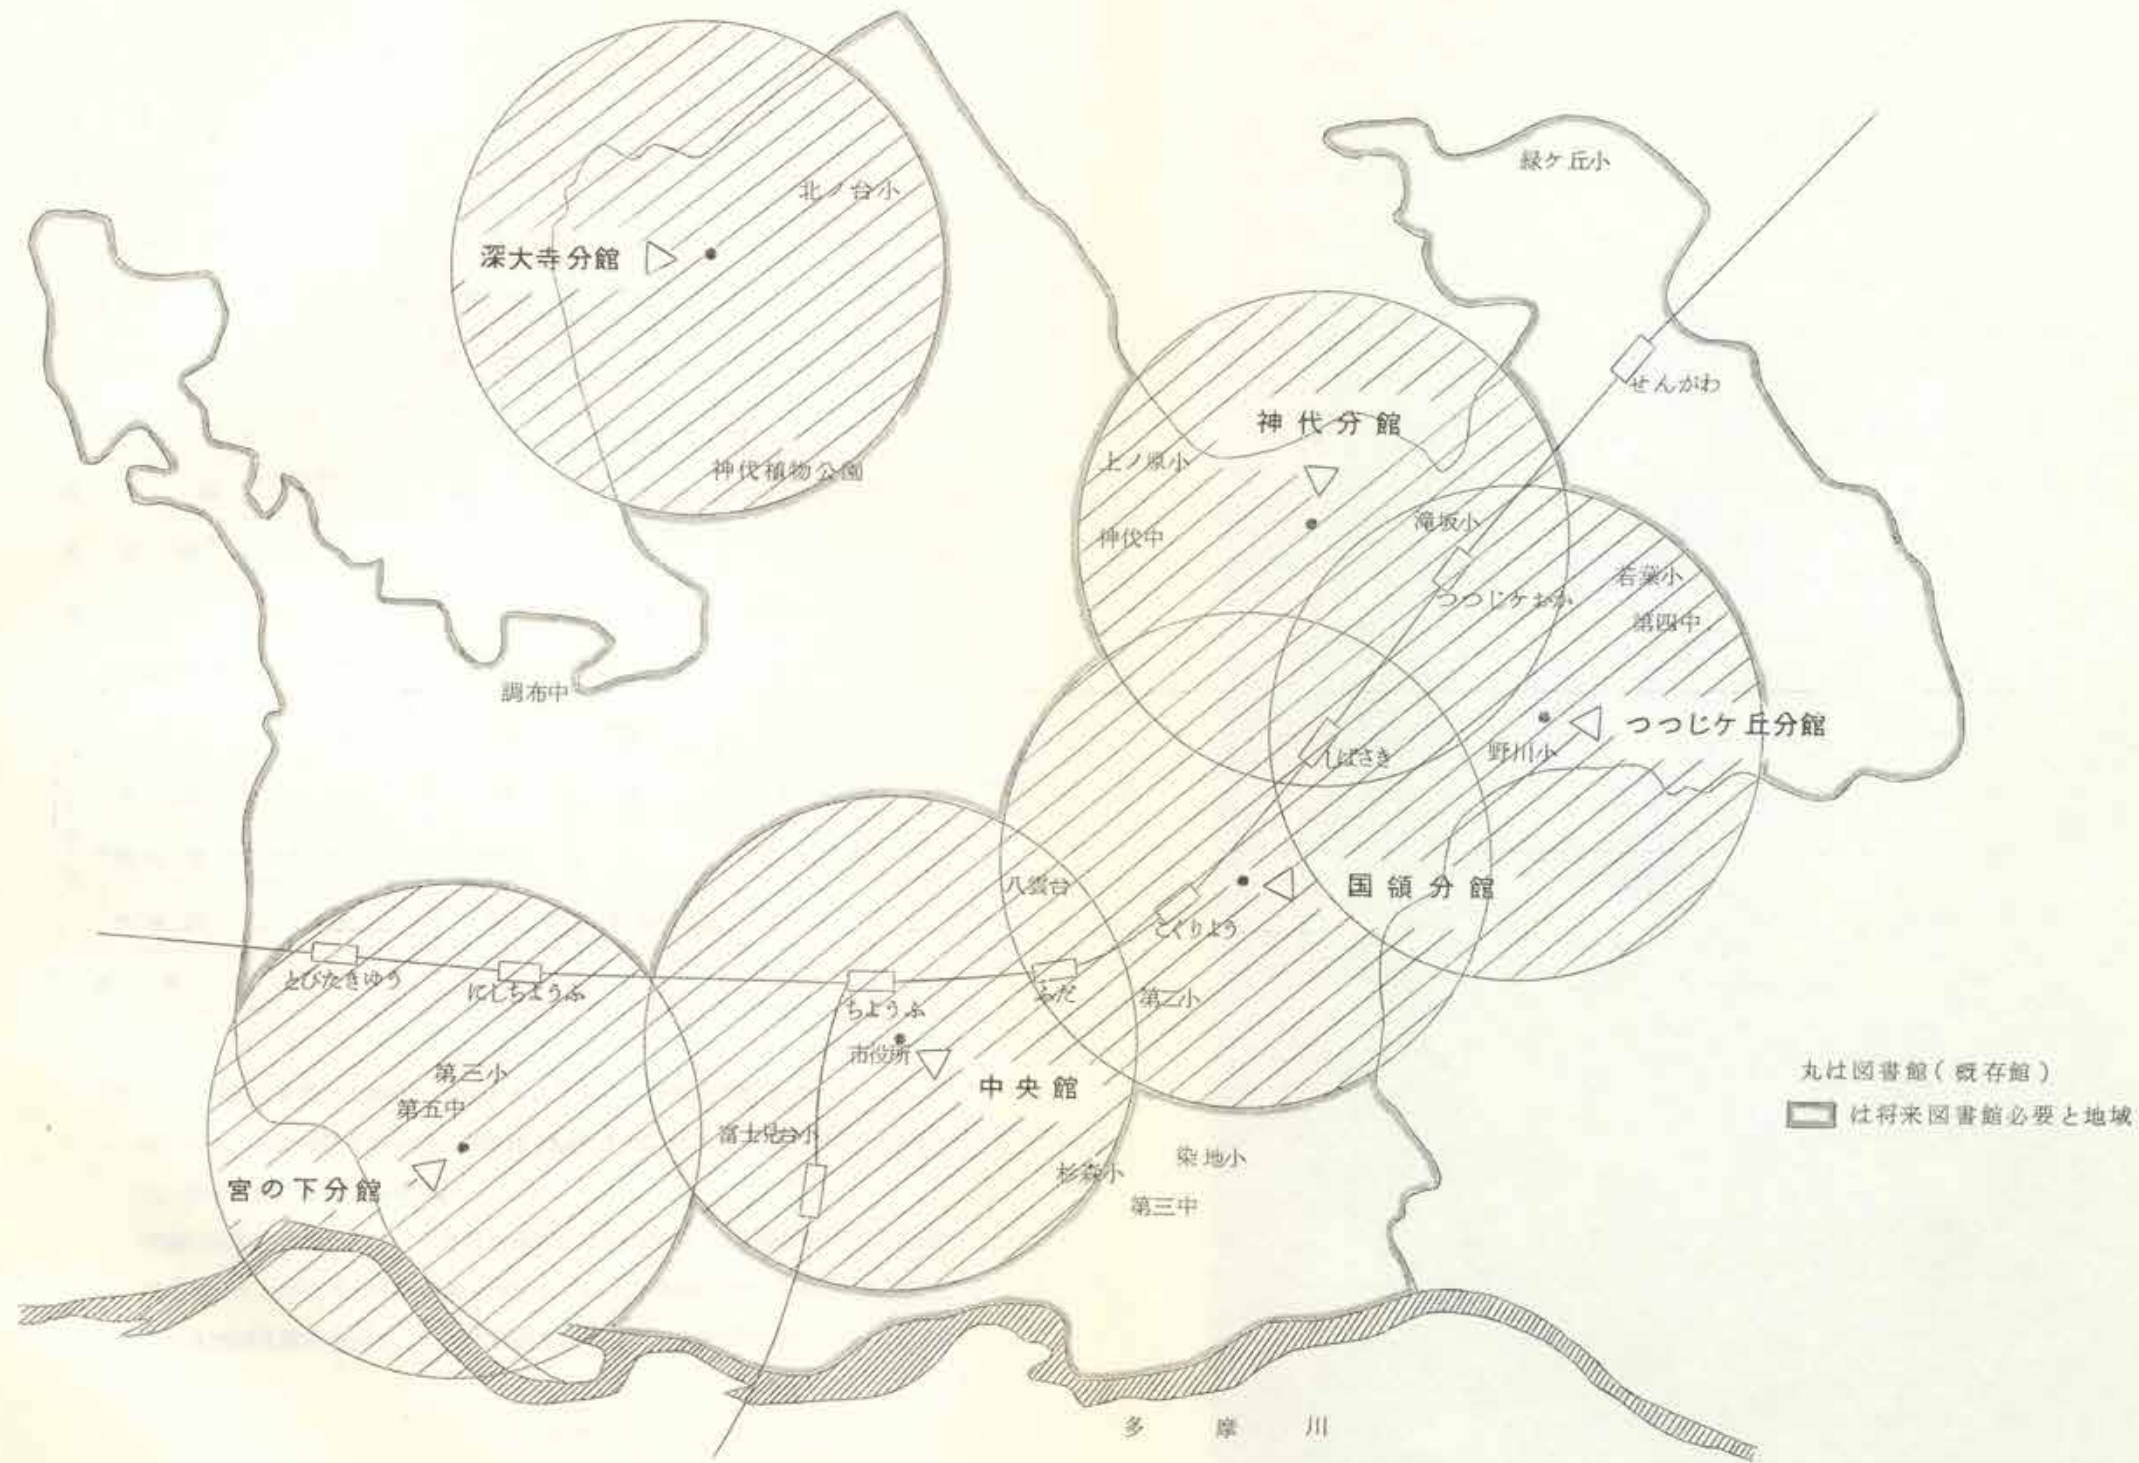 北ノ台小
深大寺分館
神伐植物公園
緑ケ丘小
せんがわ
神代分館
上ノ原小
神伐中
滝坂小
つつじケおか
若葉小
第四中
調布中
しばさき
野川小
つつじケ丘分館
八雲台
国領分館
こくりよう
とびたきゆう
にしちようふ
ちようふ
ふだ
第二小
市役所
中央館
第三小
第五中
富士見台小
杉森小
染地小
第三中
宮の下分館
丸は図書館(概存館)
は将来図書館必要と地域
多摩川